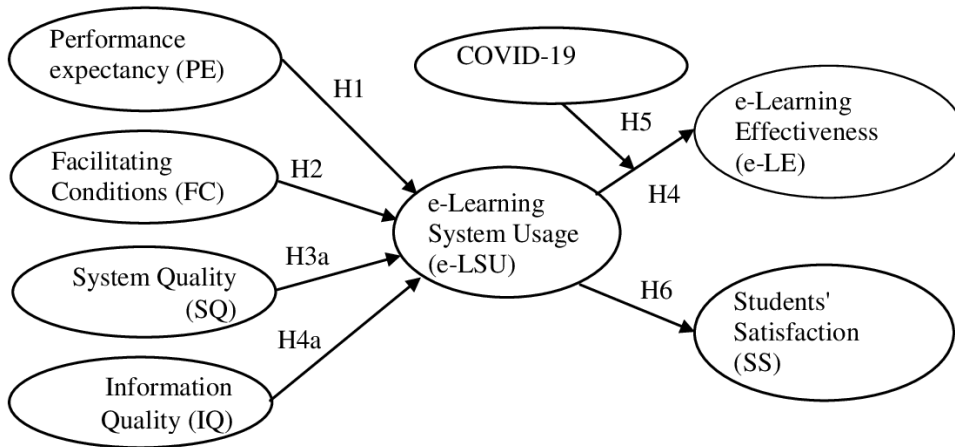 Performance
expectancy (PE)
H1
COVID-19
H5
e-Learning
Effectiveness
(e-LE)
Facilitating
Conditions (FC)
H2
H4
e-Learning
System Usage
(e-LSU)
System Quality
(SQ)
H3a
H6
Students'
Satisfaction
(SS)
H4a
Information
Quality (IQ)